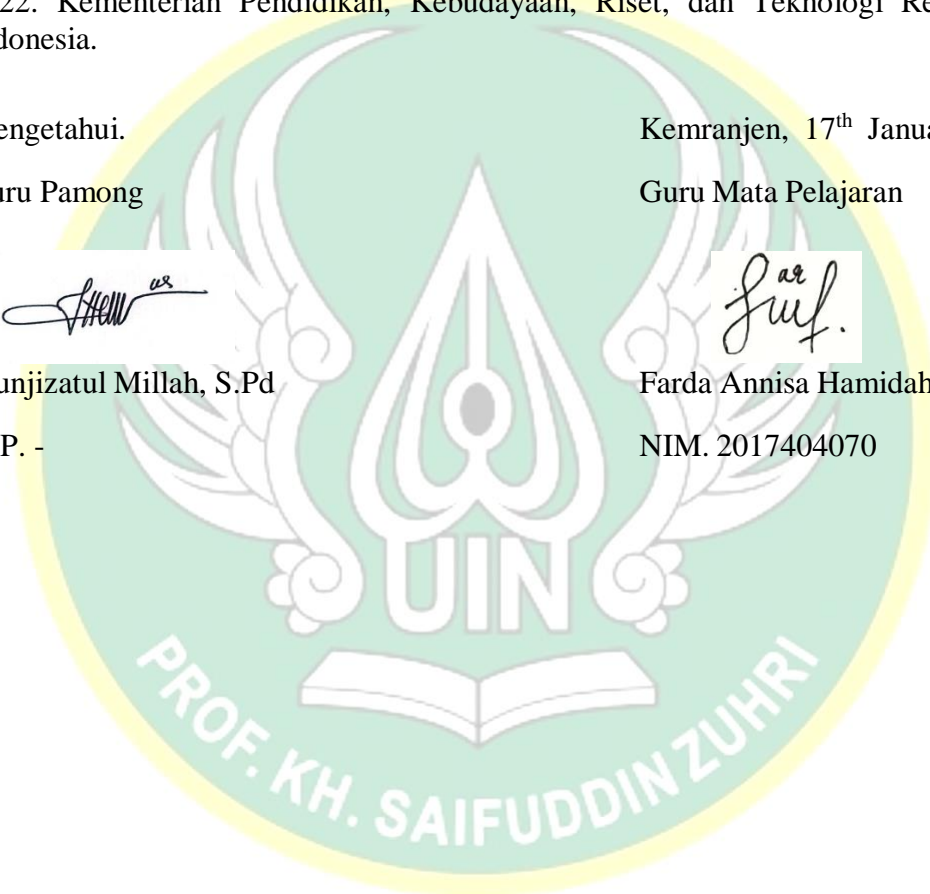 22. Kementerian Pendidikan, Kebudayaan, Riset, dan Teknologi Re
donesia.
engetahui. Kemranjen, 17th Janua
uru Pamong Guru Mata Pelajaran
unjizatul Millah, S.Pd Farda Annisa Hamidah
P. - NIM. 2017404070
UIN
PROF. KH. SAIFUDDIN ZUHRI